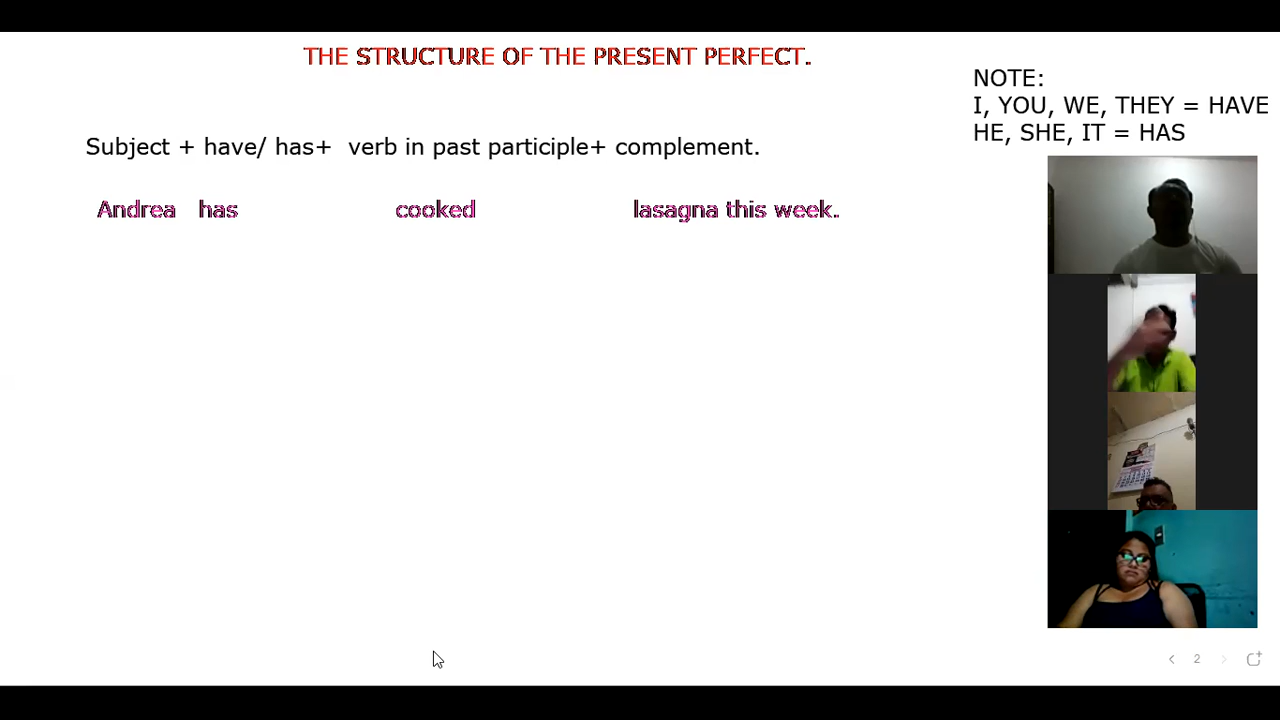 THE STRUCTURE OF THE PRESENT PERFECT.
NOTE:
I, YOU, WE, THEY = HAVE
HE, SHE, IT = HAS
Subject + have/ has+ verb in past participle+ complement.
Andrea has cooked lasagna this week.
2